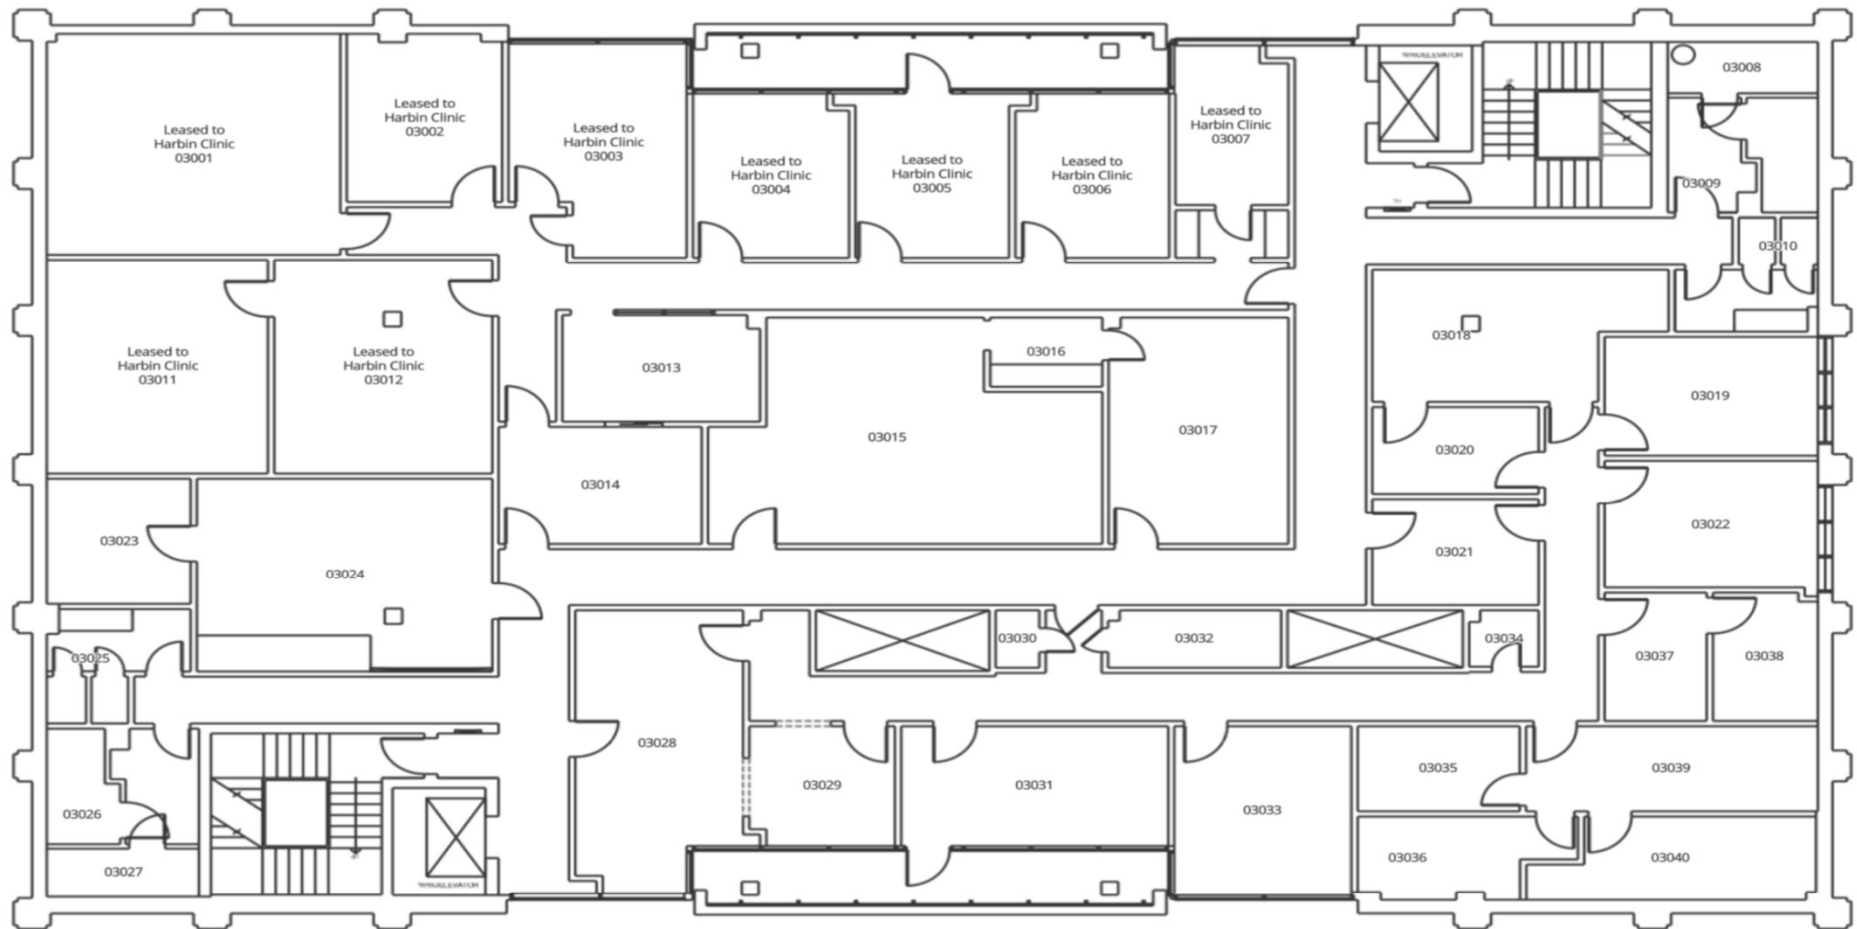 Leased to
Harbin Clinic
03001
Leased to
Harbin Clinic
03002
Leased to
Harbin Clinic
03003
Leased to
Harbin Clinic
03004
Leased to
Harbin Clinic
03005
Leased to
Harbin Clinic
03006
Leased to
Harbin Clinic
03007
03008
03009
03010
Leased to
Harbin Clinic
03011
Leased to
Harbin Clinic
03012
03013
03014
03015
03016
03017
03018
03019
03020
03021
03022
03023
03024
03025
03026
03027
03028
03029
03030
03031
03032
03033
03034
03035
03036
03037
03038
03039
03040